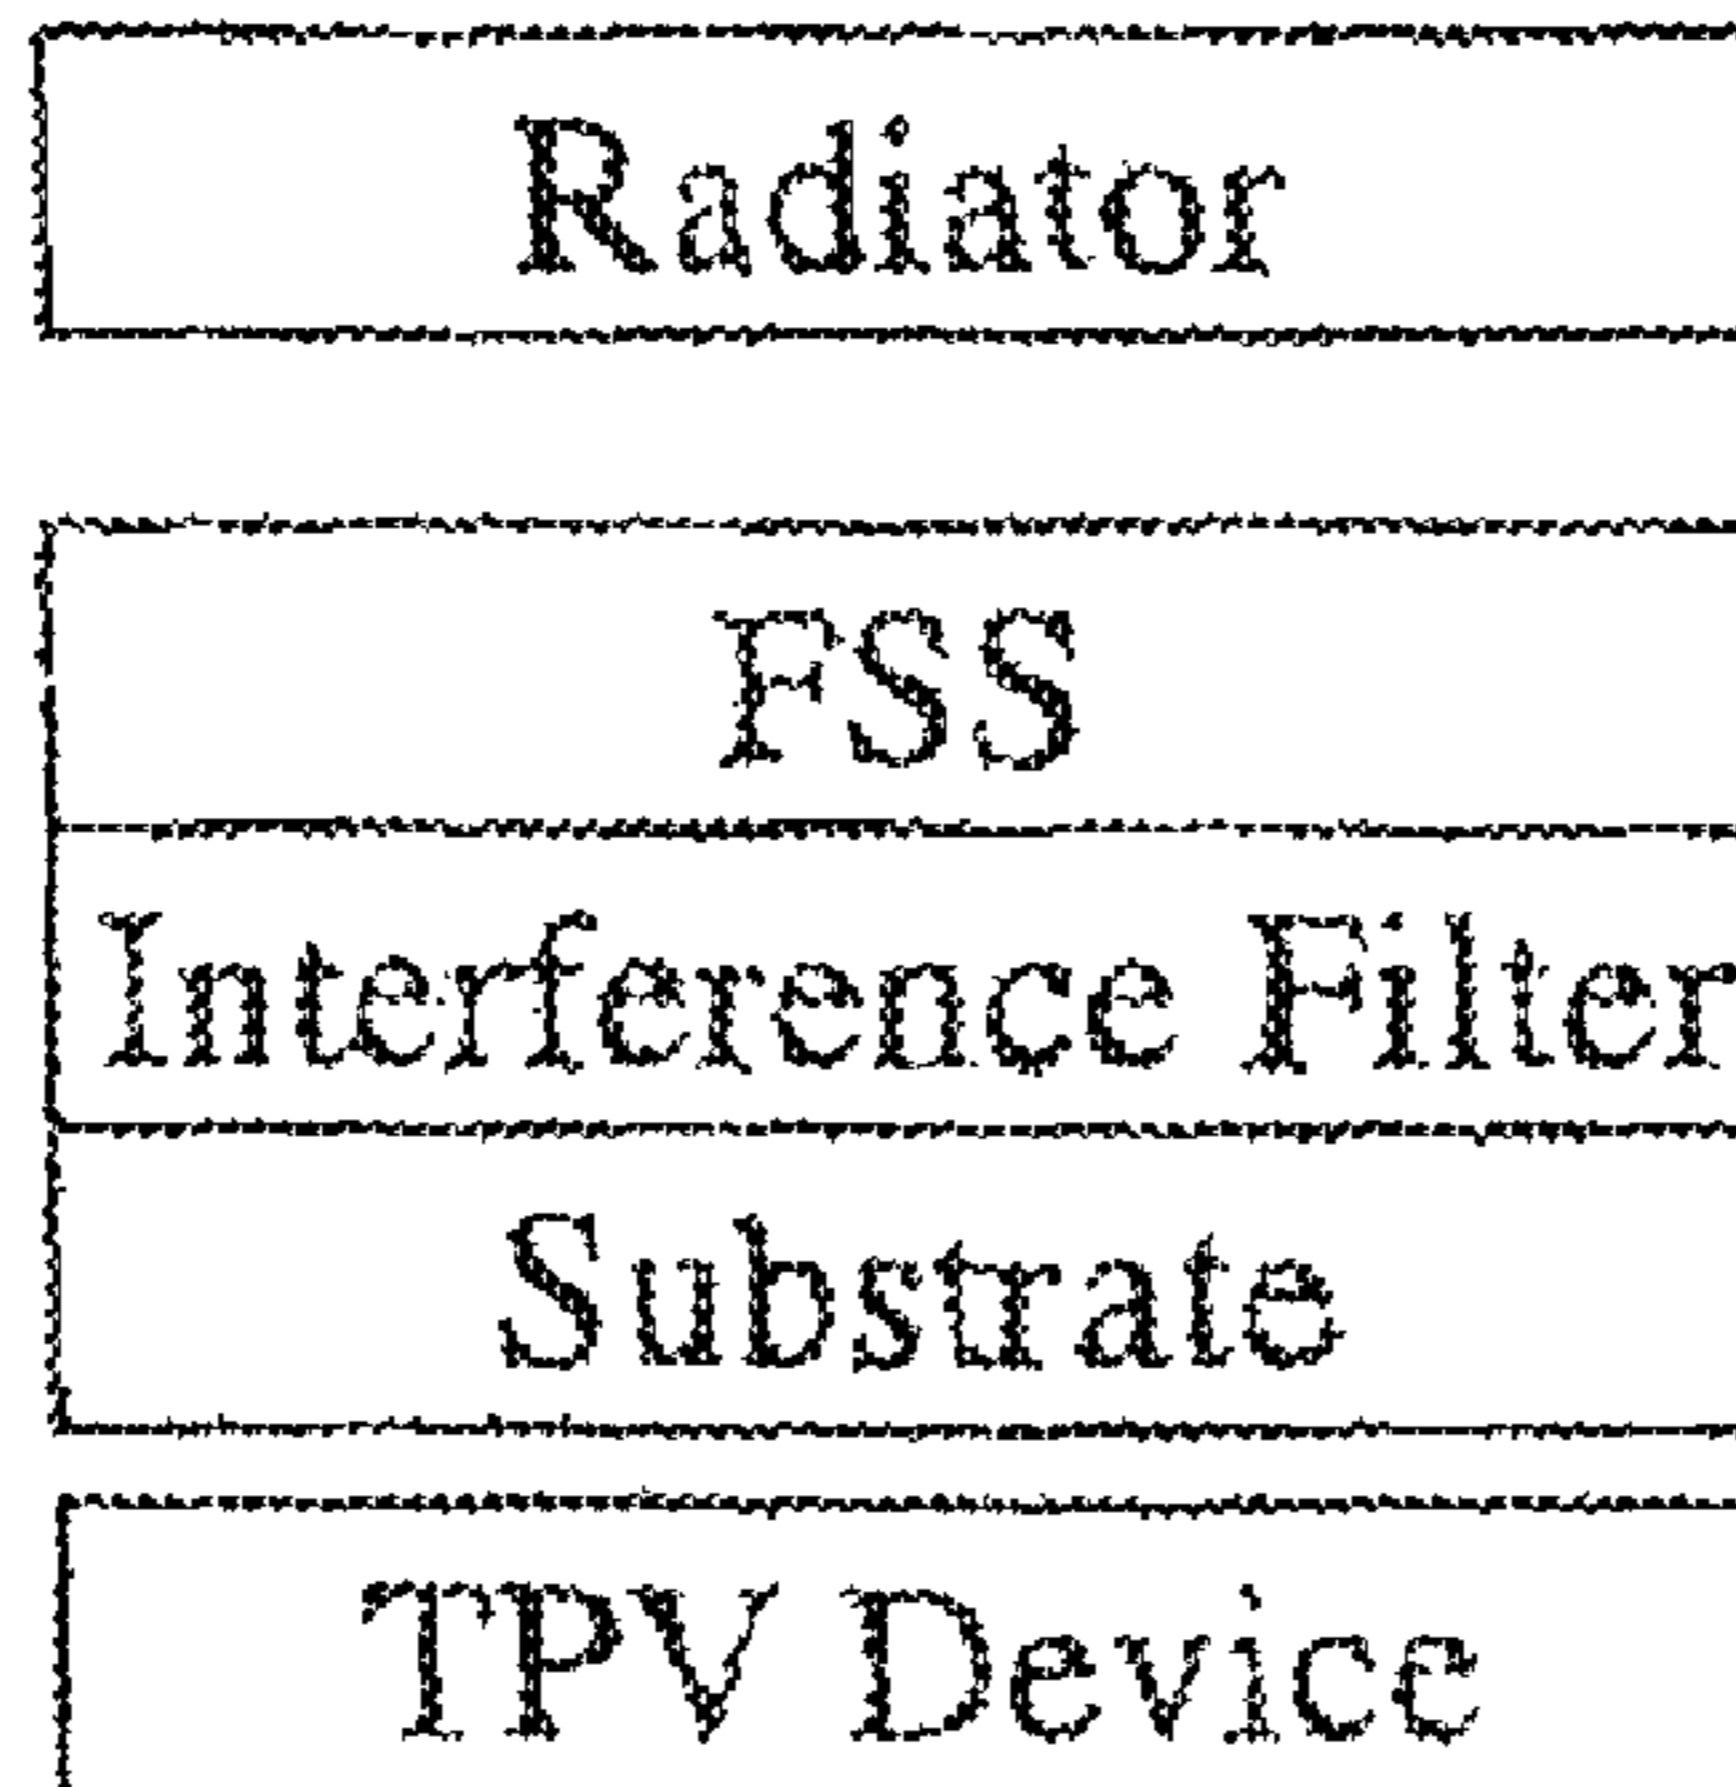 Radiator
FSS
Interference Filter
Substrate
TPV Device